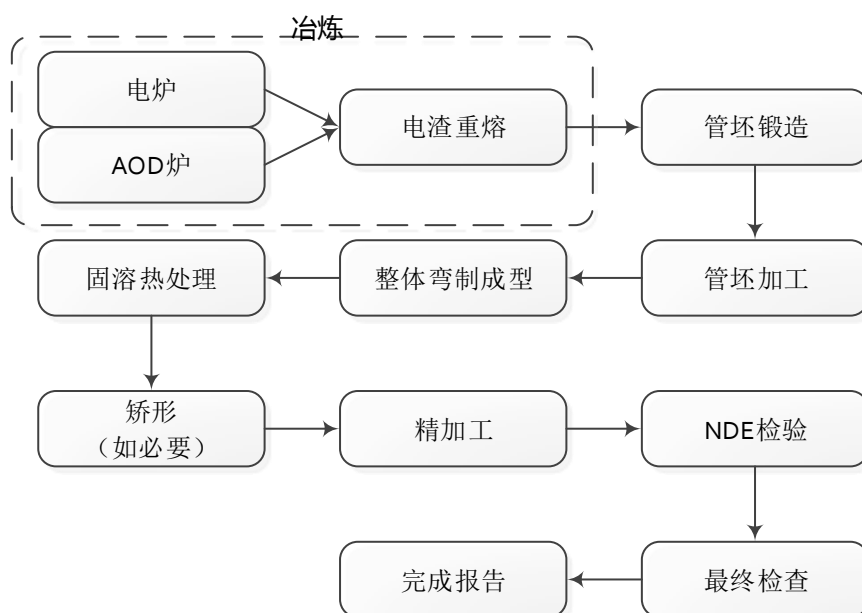 冶炼
电炉
AOD炉
电渣重熔
管坯锻造
固溶热处理
整体弯制成型
管坯加工
矫形
（如必要）
精加工
NDE检验
完成报告
最终检查